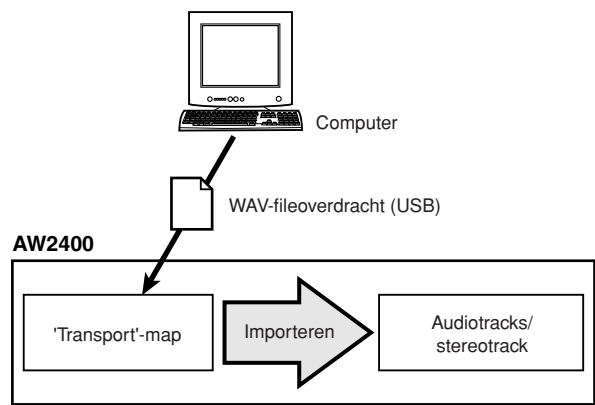 Computer
WAV-fileoverdracht (USB)
AW2400
'Transport'-map
Importeren
Audiotracks/
stereotrack